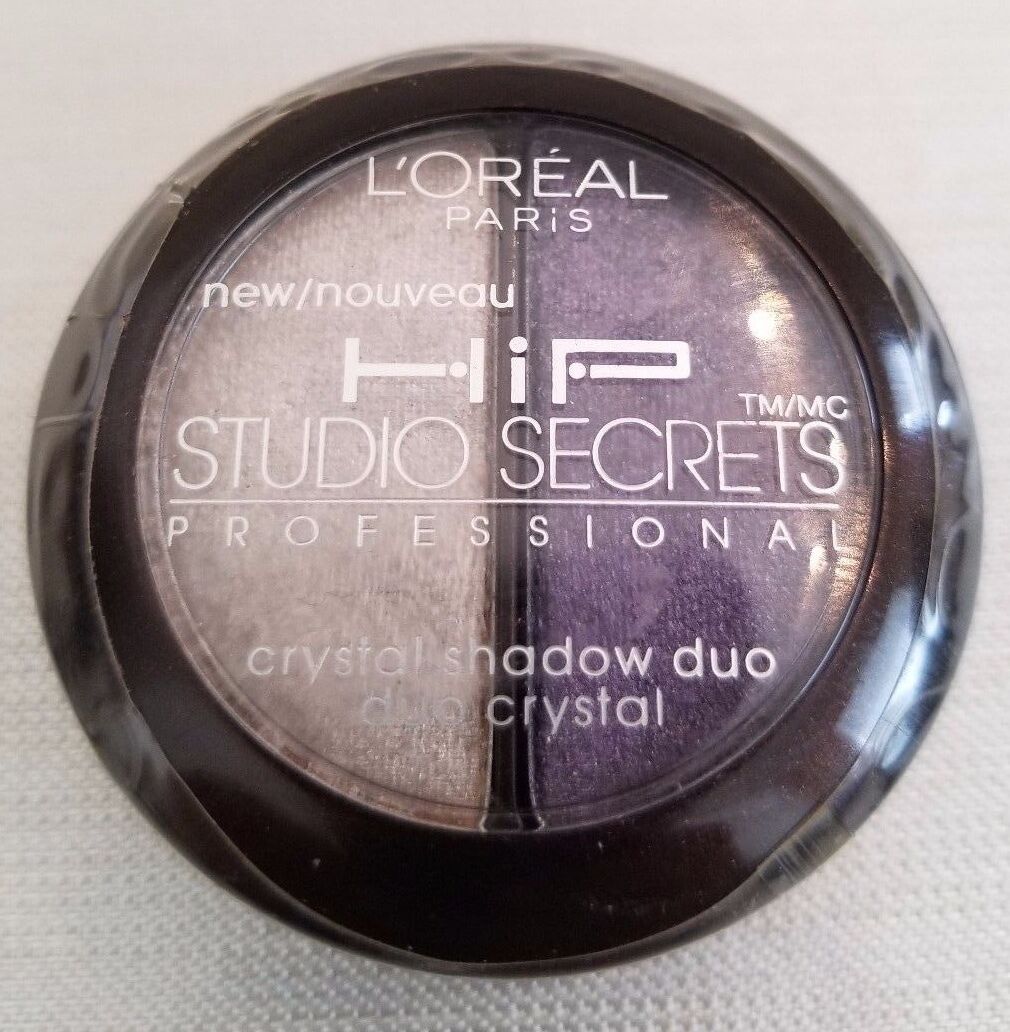 L'ORÉAL
PARiS
new/nouveau
HiP
TM/MC
STUDIO SECRETS
PROFESSIONAL
crystal shadow duo
duo crystal